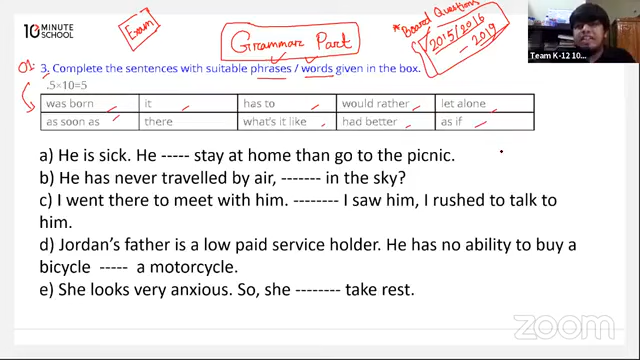 10 MINUTE SCHOOL
Exam
Grammar Part
*Board Questions
2015/2016
- 2019
Team K-12 10...
01.
3. Complete the sentences with suitable phrases / words given in the box.
.5×10=5
was born it has to would rather let alone
as soon as there what's it like had better as if
a) He is sick. He ----- stay at home than go to the picnic.
b) He has never travelled by air, ------- in the sky?
c) I went there to meet with him. -------- I saw him, I rushed to talk to
him.
d) Jordan's father is a low paid service holder. He has no ability to buy a
bicycle ----- a motorcycle.
e) She looks very anxious. So, she -------- take rest.
zoom